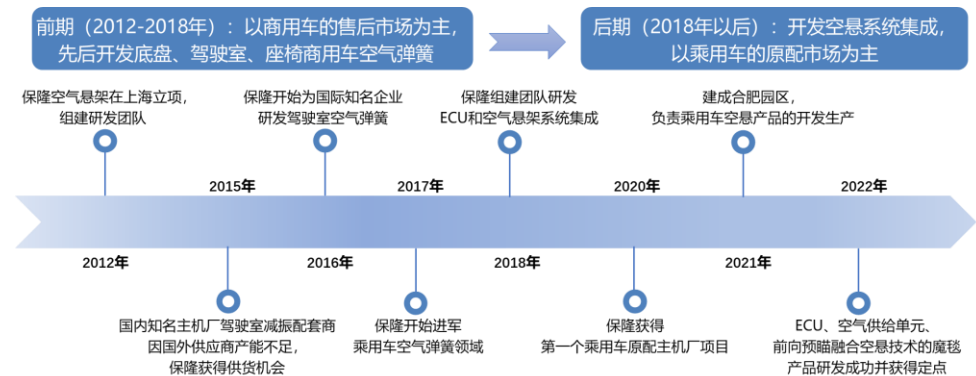 前期（2012-2018年）：以商用车的售后市场为主，
先后开发底盘、驾驶室、座椅商用车空气弹簧
后期（2018年以后）：开发空悬系统集成，
以乘用车的原配市场为主
保隆空气悬架在上海立项，
组建研发团队
保隆开始为国际知名企业
研发驾驶室空气弹簧
保隆组建团队研发
ECU和空气悬架系统集成
建成合肥园区，
负责乘用车空悬产品的开发生产
2015年
2017年
2020年
2022年
2012年
2016年
2018年
2021年
国内知名主机厂驾驶室减振配套商
因国外供应商产能不足，
保隆获得供货机会
保隆开始进军
乘用车空气弹簧领域
保隆获得
第一个乘用车原配主机厂项目
ECU、空气供给单元、
前向预瞄融合空悬技术的魔毯
产品研发成功并获得定点